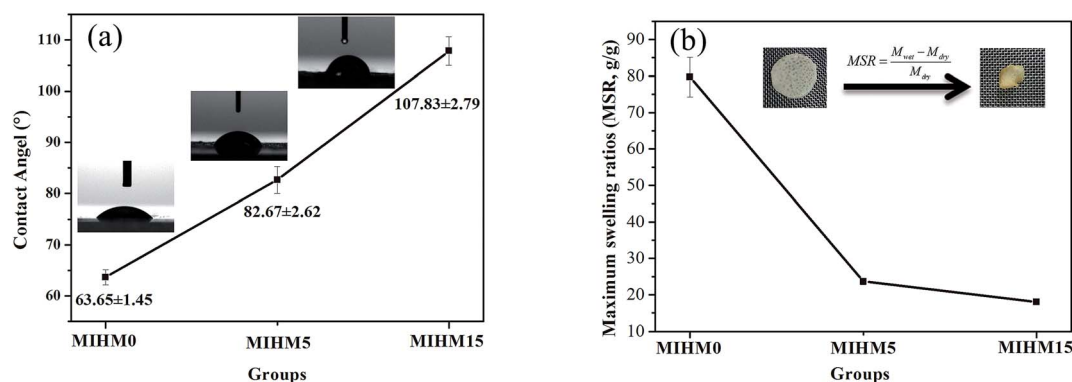 (a)
110
100
90
80
70
60
Contact Angel (°)
107.83±2.79
82.67±2.62
63.65±1.45
MIHM0 MIHM5 MIHM15
Groups
(b)
90
80
70
60
50
40
30
20
10
Maximum swelling ratios (MSR, g/g)
MSR = (M_wet − M_dry) / M_dry
MIHM0 MIHM5 MIHM15
Groups